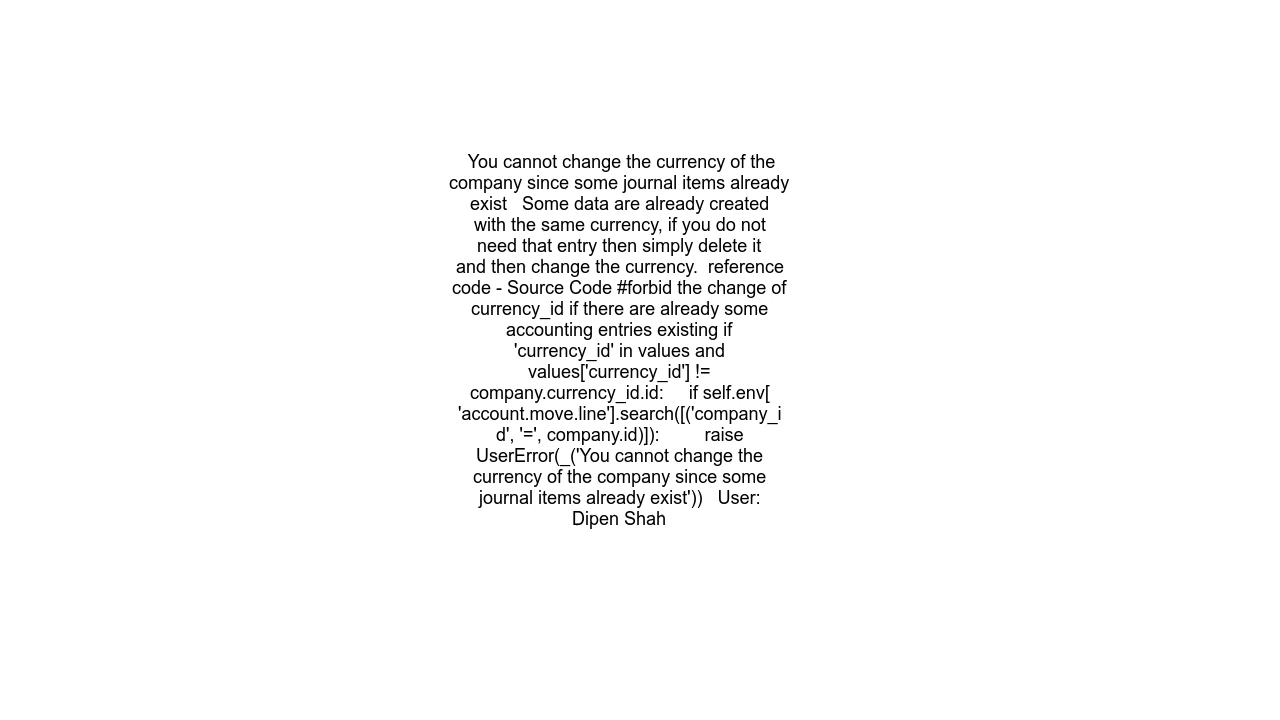 You cannot change the currency of the
company since some journal items already
exist   Some data are already created
with the same currency, if you do not
need that entry then simply delete it
and then change the currency.  reference
code - Source Code #forbid the change of
currency_id if there are already some
accounting entries existing if
'currency_id' in values and
values['currency_id'] !=
company.currency_id.id:     if self.env[
'account.move.line'].search([('company_i
d', '=', company.id)]):         raise
UserError(_('You cannot change the
currency of the company since some
journal items already exist'))   User:
Dipen Shah